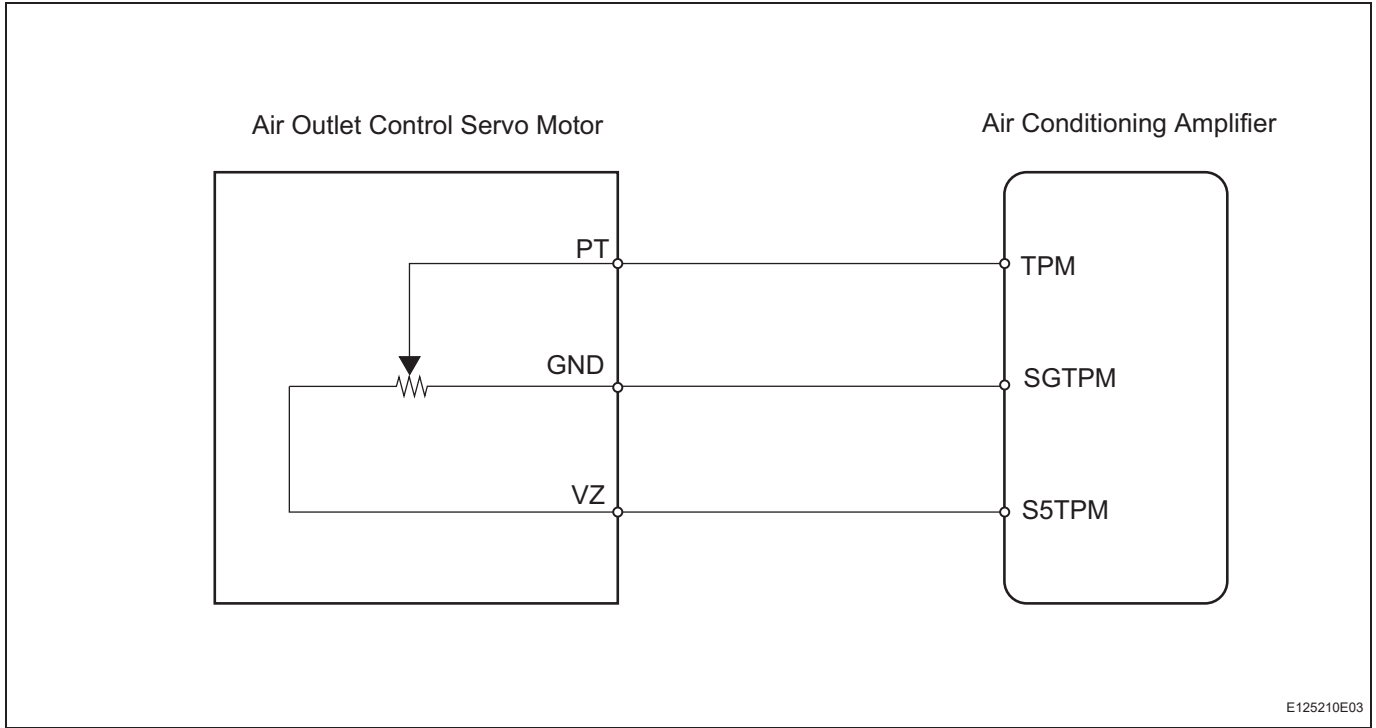 Air Outlet Control Servo Motor
Air Conditioning Amplifier
PT
TPM
GND
SGTPM
VZ
S5TPM
E125210E03